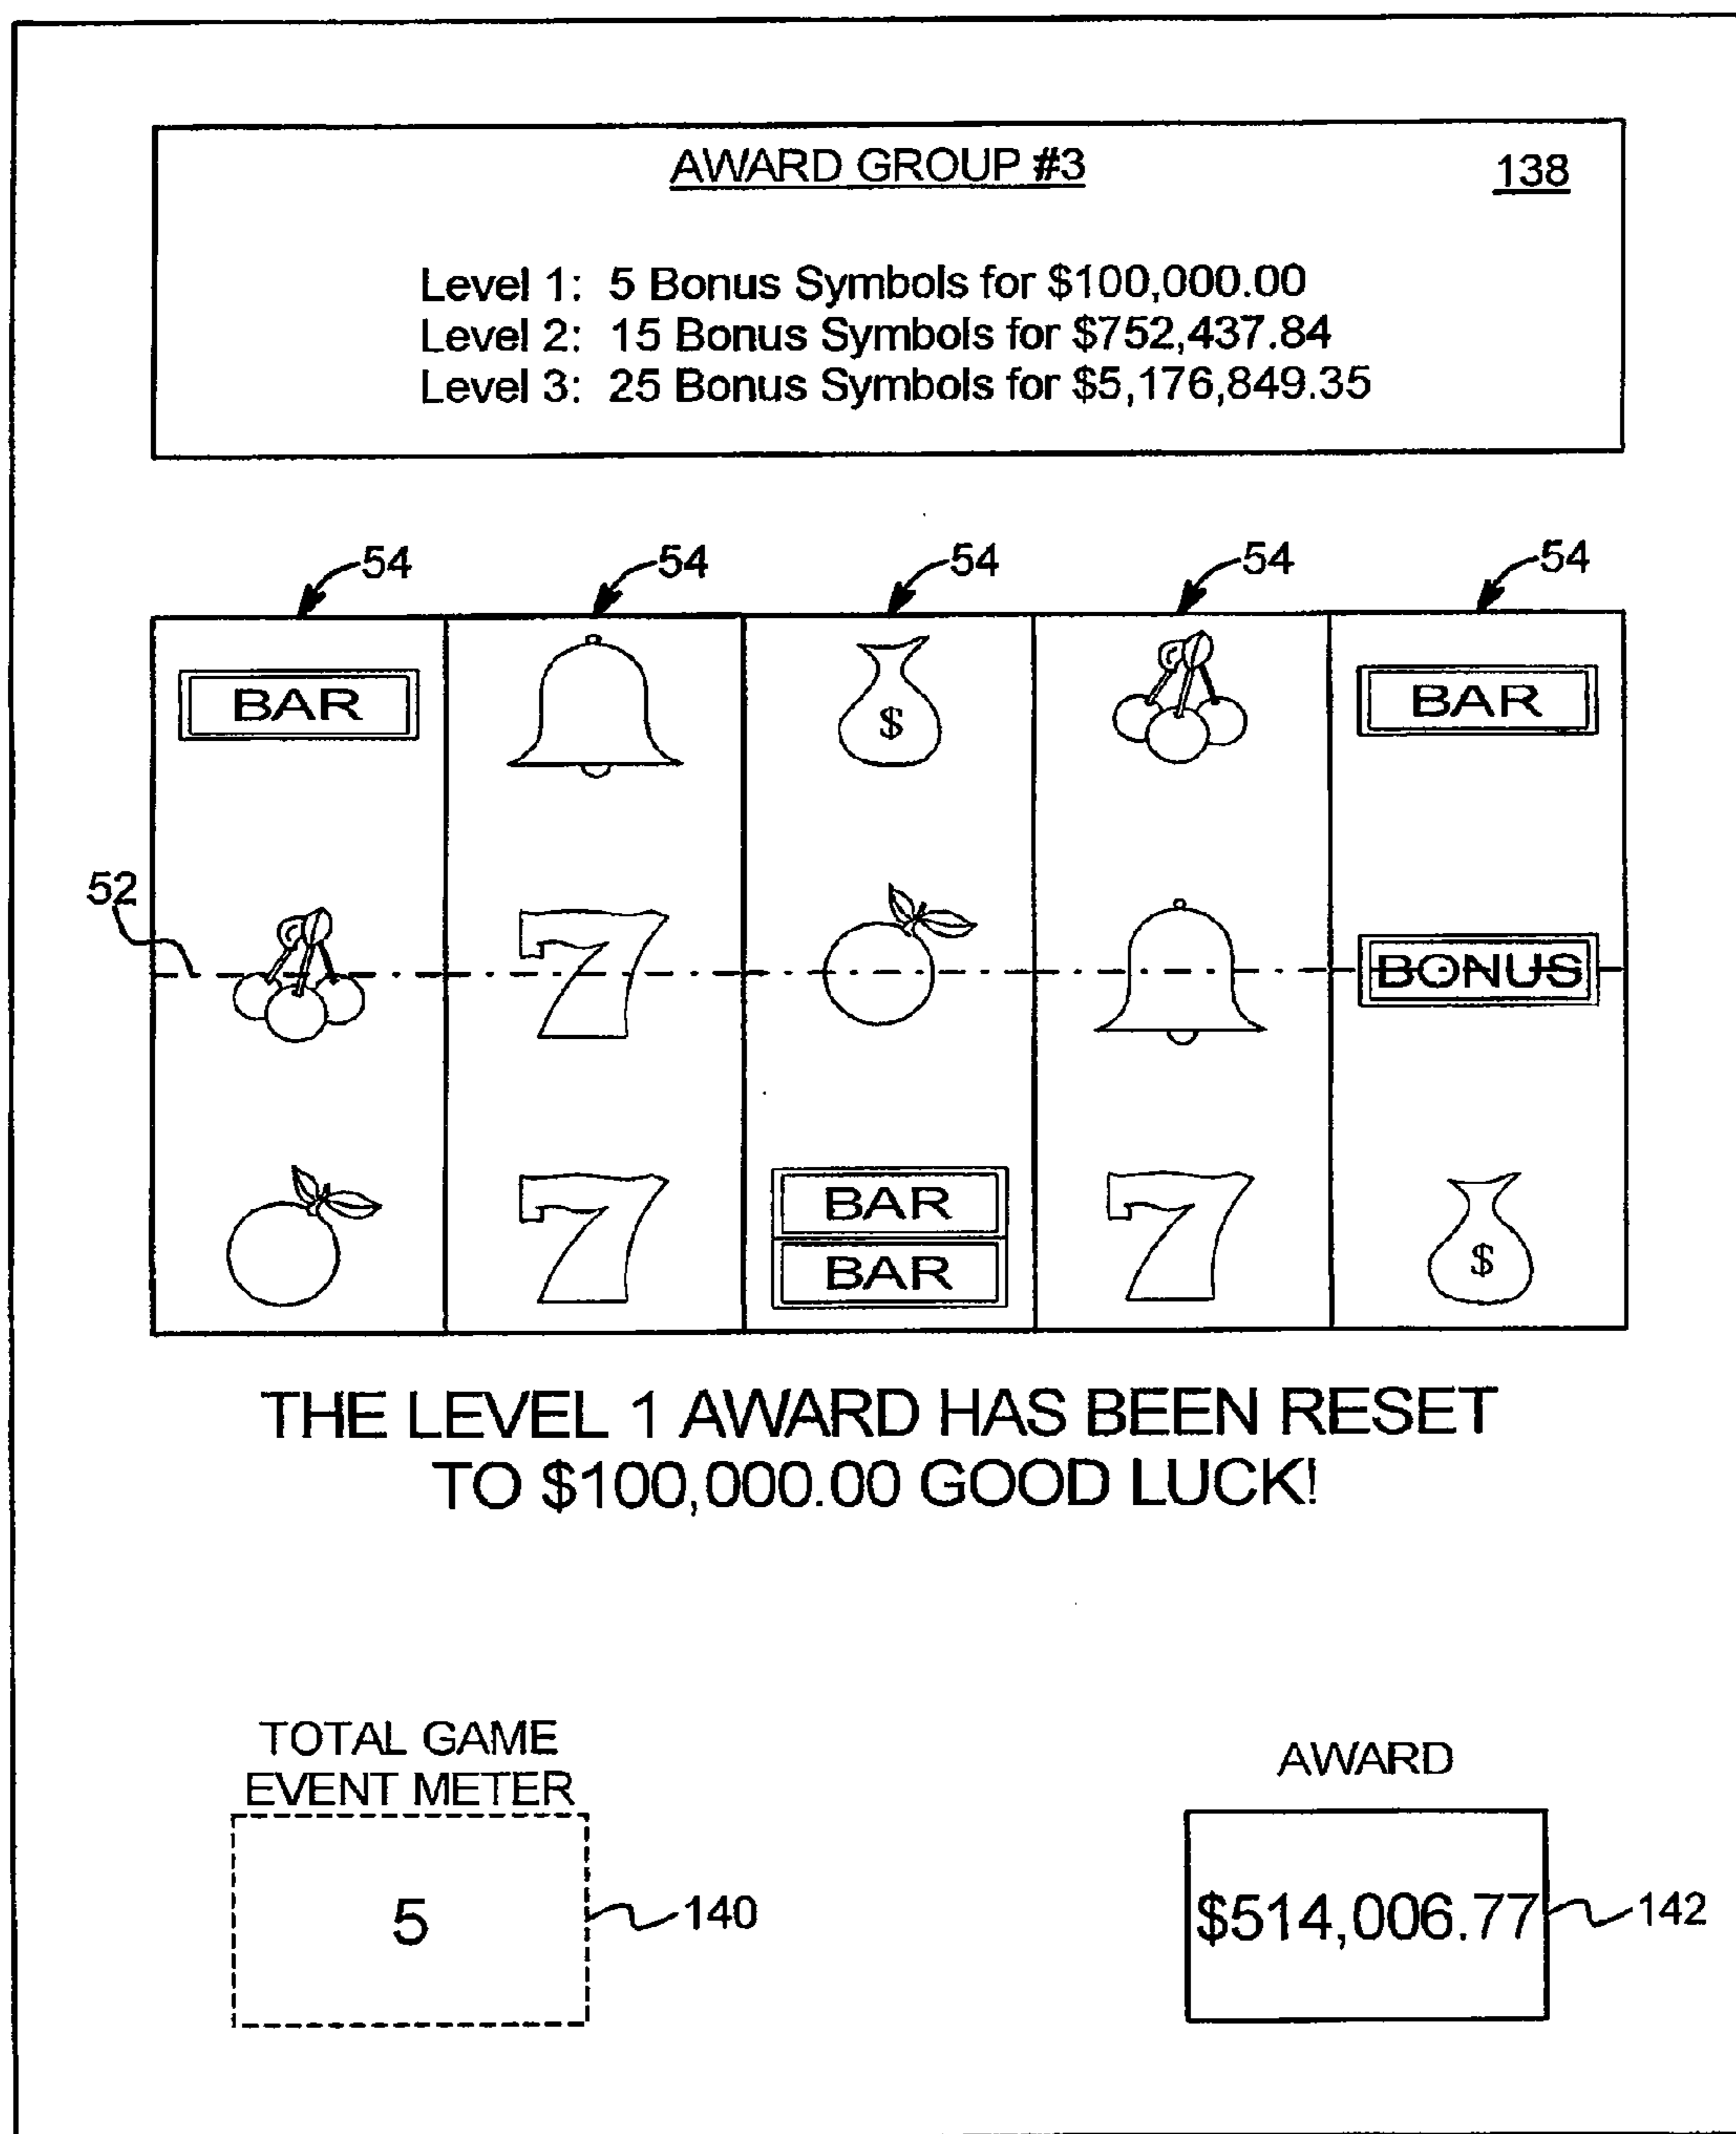 AWARD GROUP #3
138
Level 1: 5 Bonus Symbols for $100,000.00
Level 2: 15 Bonus Symbols for $752,437.84
Level 3: 25 Bonus Symbols for $5,176,849.35
54 54 54 54 54
BAR $ BAR
52
7 BONUS
7 BAR 7 $
BAR
THE LEVEL 1 AWARD HAS BEEN RESET
TO $100,000.00 GOOD LUCK!
TOTAL GAME
EVENT METER
5
140
AWARD
$514,006.77
142